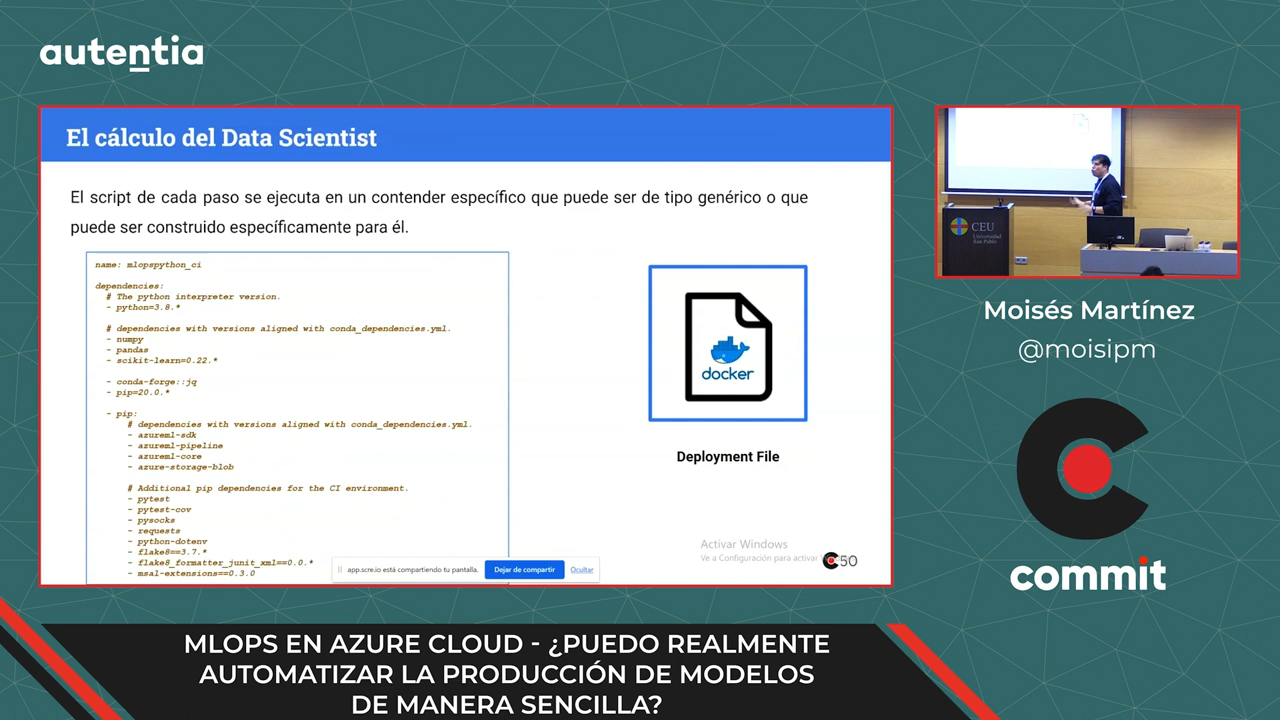 autentia
El cálculo del Data Scientist
El script de cada paso se ejecuta en un contender específico que puede ser de tipo genérico o que
puede ser construido específicamente para él.
name: mlopspython_ci
dependencies:
# The python interpreter version.
- python=3.8.*
# dependencies with versions aligned with conda_dependencies.yml.
- numpy
- pandas
- scikit-learn=0.22.*
- conda-forge::jq
- pip=20.0.*
- pip:
# dependencies with versions aligned with conda_dependencies.yml.
- azureml-sdk
- azureml-pipeline
- azureml-core
- azure-storage-blob
# Additional pip dependencies for the CI environment.
- pytest
- pytest-cov
- pysocks
- requests
- python-dotenv
- flake8==3.7.*
- flake8_formatter_junit_xml==0.0.*
- msal-extensions==0.3.0
docker
Deployment File
Activar Windows
Ve a Configuración para activar
50
app.scre.io está compartiendo tu pantalla.
Dejar de compartir
Ocultar
CEU
Universidad
San Pablo
Moisés Martínez
@moisipm
commit
MLOPS EN AZURE CLOUD - ¿PUEDO REALMENTE
AUTOMATIZAR LA PRODUCCIÓN DE MODELOS
DE MANERA SENCILLA?